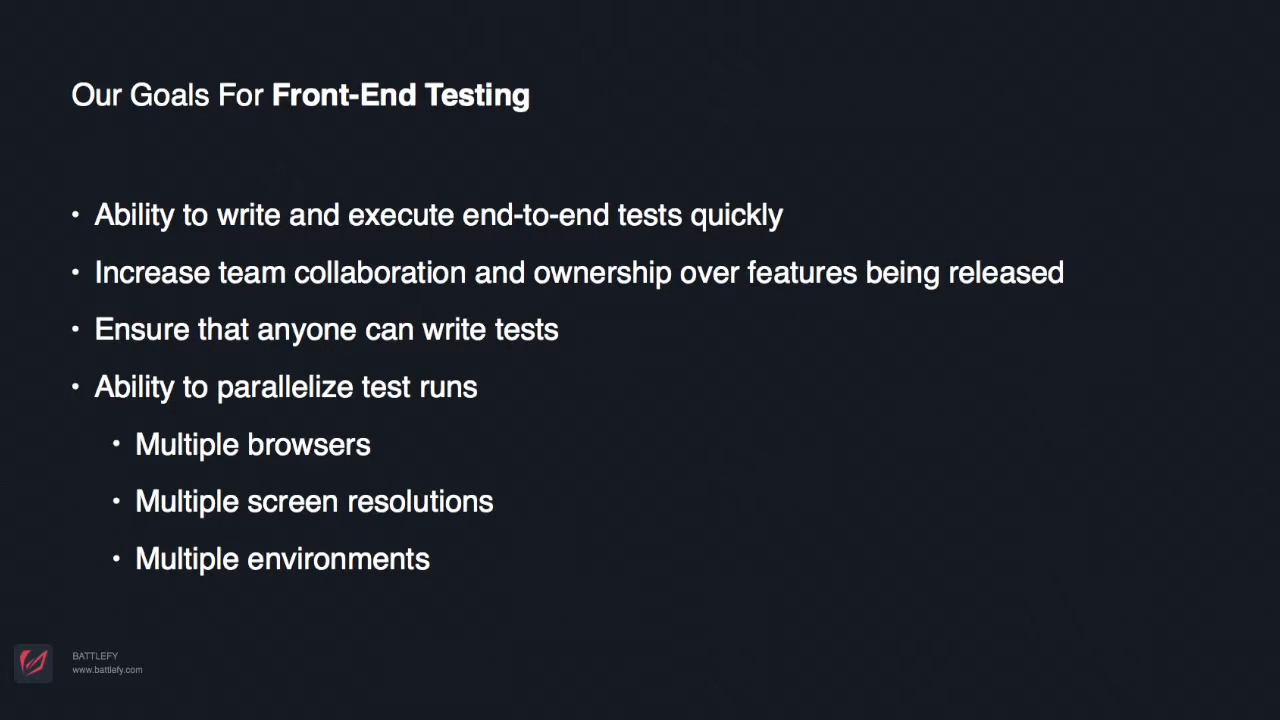 Our Goals For Front-End Testing
• Ability to write and execute end-to-end tests quickly
• Increase team collaboration and ownership over features being released
• Ensure that anyone can write tests
• Ability to parallelize test runs
• Multiple browsers
• Multiple screen resolutions
• Multiple environments
BATTLEFY
www.battlefy.com